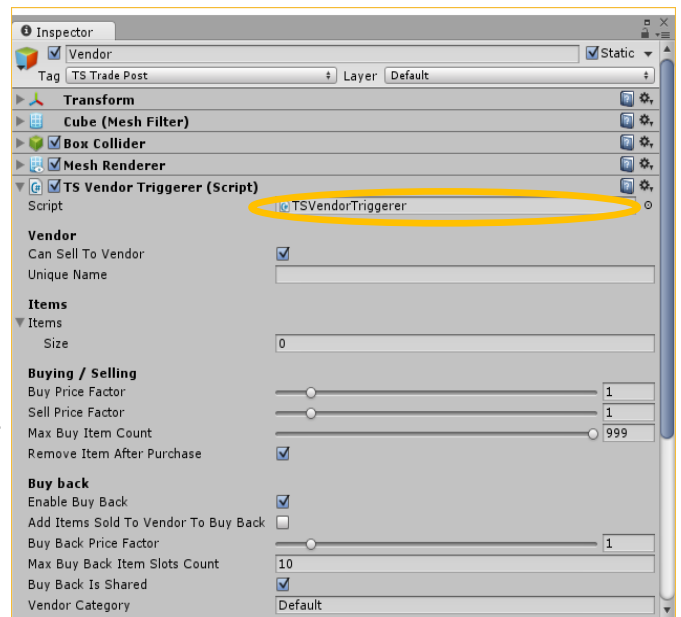 Inspector
Vendor Static
Tag TS Trade Post Layer Default
Transform
Cube (Mesh Filter)
Box Collider
Mesh Renderer
TS Vendor Triggerer (Script)
Script TSVendorTriggerer
Vendor
Can Sell To Vendor
Unique Name
Items
Items
Size 0
Buying / Selling
Buy Price Factor 1
Sell Price Factor 1
Max Buy Item Count 999
Remove Item After Purchase
Buy back
Enable Buy Back
Add Items Sold To Vendor To Buy Back
Buy Back Price Factor 1
Max Buy Back Item Slots Count 10
Buy Back Is Shared
Vendor Category Default